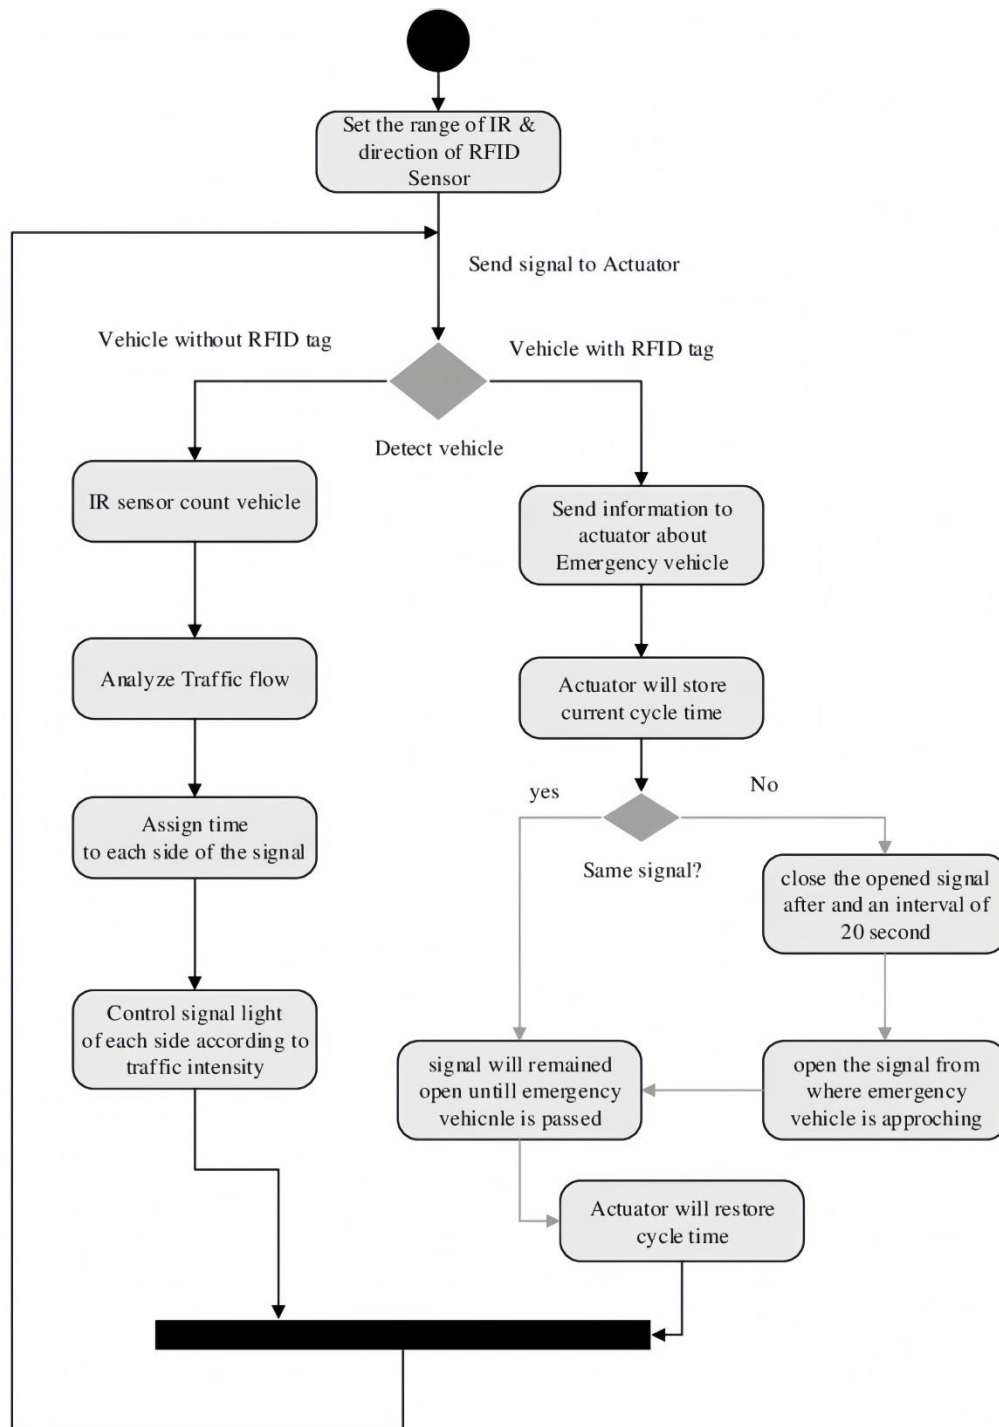 Set the range of IR &
direction of RFID
Sensor
Send signal to Actuator
Vehicle without RFID tag
Vehicle with RFID tag
Detect vehicle
IR sensor count vehicle
Analyze Traffic flow
Assign time
to each side of the signal
Control signal light
of each side according to
traffic intensity
Send information to
actuator about
Emergency vehicle
Actuator will store
current cycle time
yes
No
Same signal?
close the opened signal
after and an interval of
20 second
open the signal from
where emergency
vehicle is approching
signal will remained
open untill emergency
vehicnle is passed
Actuator will restore
cycle time